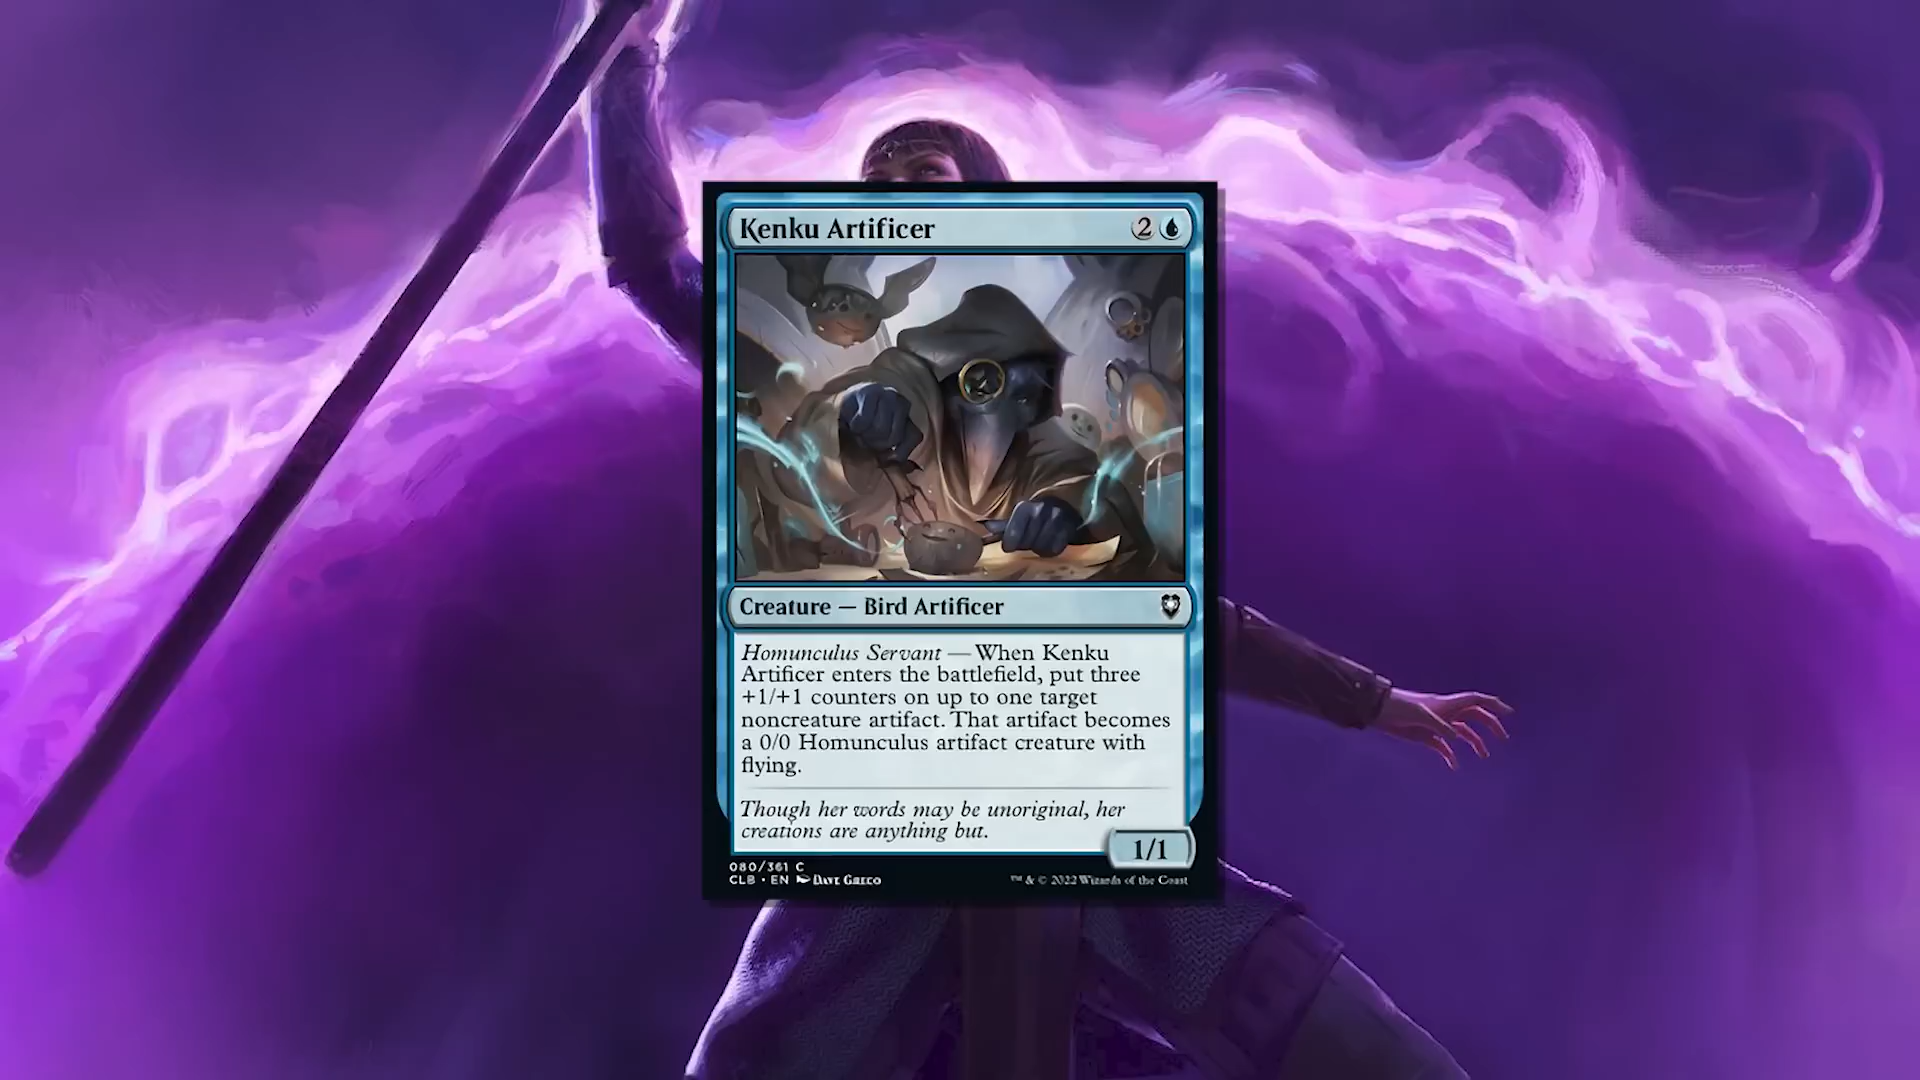 Kenku Artificer 2
Creature — Bird Artificer
Homunculus Servant — When Kenku
Artificer enters the battlefield, put three
+1/+1 counters on up to one target
noncreature artifact. That artifact becomes
a 0/0 Homunculus artifact creature with
flying.
Though her words may be unoriginal, her
creations are anything but.
1/1
080/361 C
CLB • EN Dave Greco
™ & © 2022 Wizards of the Coast